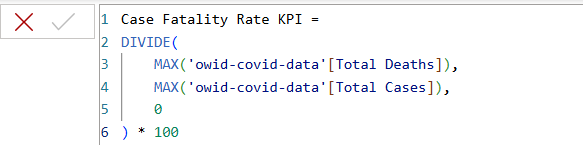 1 Case Fatality Rate KPI =
2 DIVIDE(
3     MAX('owid-covid-data'[Total Deaths]),
4     MAX('owid-covid-data'[Total Cases]),
5     0
6 ) * 100